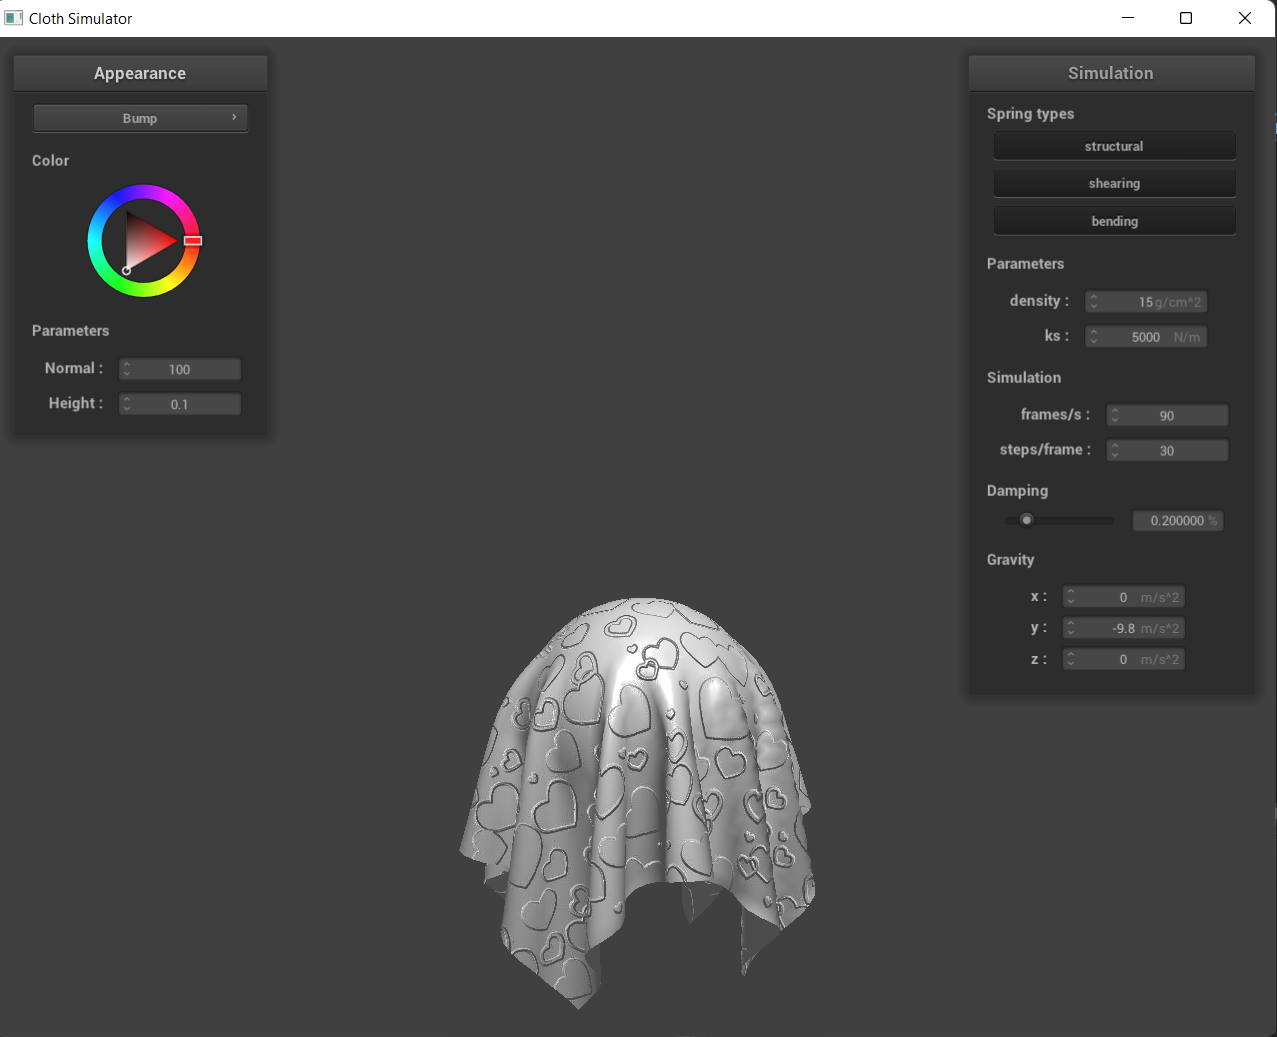 Cloth Simulator
Appearance
Bump
Color
Parameters
Normal : 100
Height : 0.1
Simulation
Spring types
structural
shearing
bending
Parameters
density : 15 g/cm^2
ks : 5000 N/m
Simulation
frames/s : 90
steps/frame : 30
Damping
0.200000 %
Gravity
x : 0 m/s^2
y : -9.8 m/s^2
z : 0 m/s^2